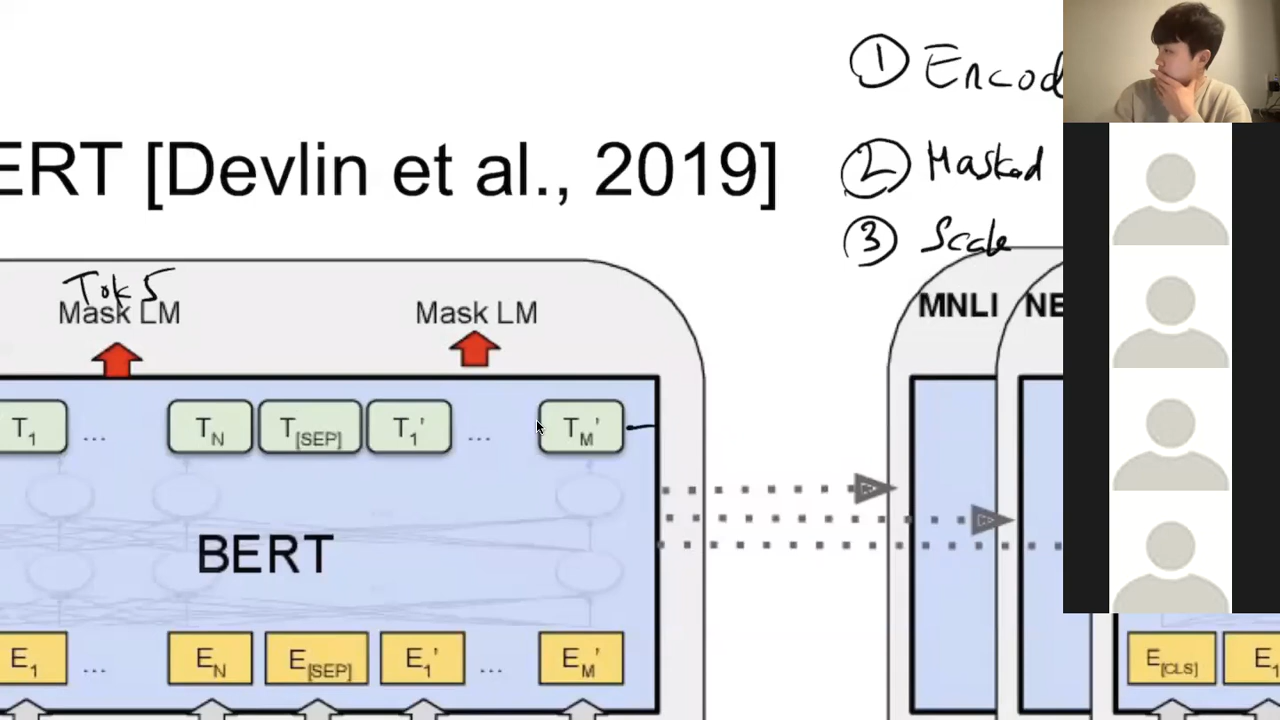 ① Encod
ERT [Devlin et al., 2019]
② Masked
③ Scale
Tok 5
Mask LM
Mask LM
MNLI
NE
T1
...
TN
T[SEP]
T1'
...
TM'
BERT
E1
...
EN
E[SEP]
E1'
...
EM'
E[CLS]
E1